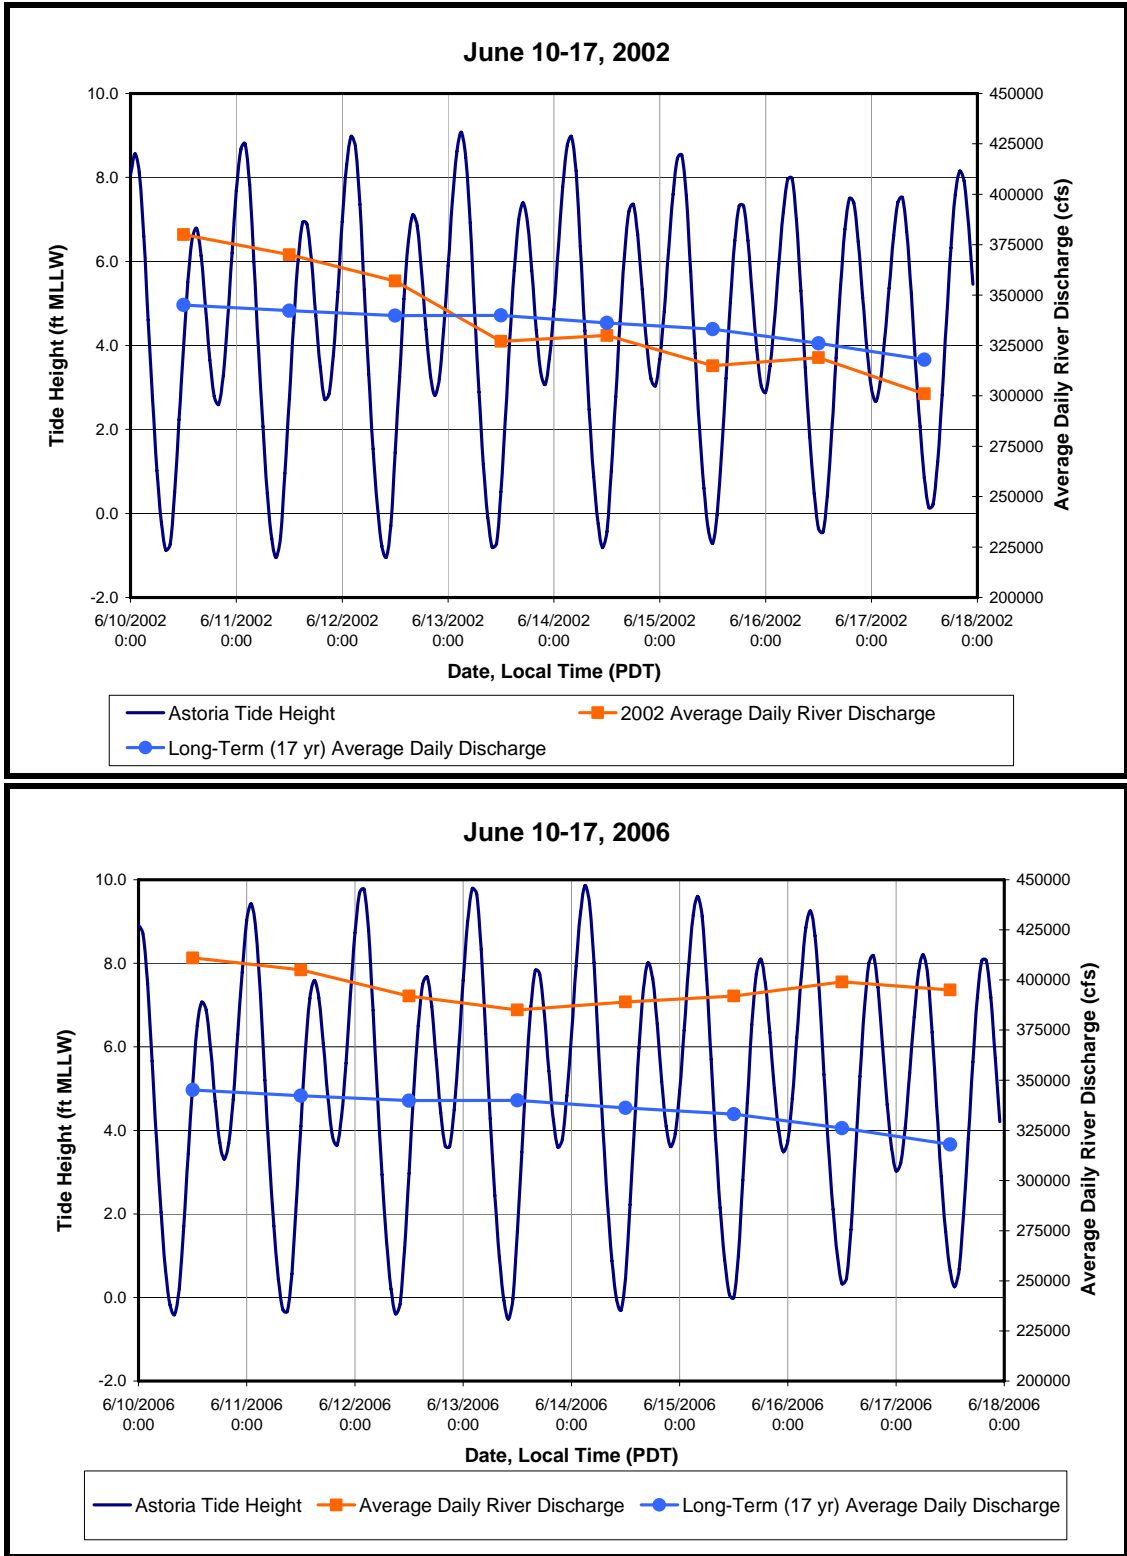 June 10-17, 2002
10.0
8.0
6.0
4.0
2.0
0.0
-2.0
Tide Height (ft MLLW)
450000
425000
400000
375000
350000
325000
300000
275000
250000
225000
200000
Average Daily River Discharge (cfs)
6/10/2002 6/11/2002 6/12/2002 6/13/2002 6/14/2002 6/15/2002 6/16/2002 6/17/2002 6/18/2002
0:00 0:00 0:00 0:00 0:00 0:00 0:00 0:00 0:00
Date, Local Time (PDT)
Astoria Tide Height 2002 Average Daily River Discharge
Long-Term (17 yr) Average Daily Discharge
June 10-17, 2006
10.0
8.0
6.0
4.0
2.0
0.0
-2.0
Tide Height (ft MLLW)
450000
425000
400000
375000
350000
325000
300000
275000
250000
225000
200000
Average Daily River Discharge (cfs)
6/10/2006 6/11/2006 6/12/2006 6/13/2006 6/14/2006 6/15/2006 6/16/2006 6/17/2006 6/18/2006
0:00 0:00 0:00 0:00 0:00 0:00 0:00 0:00 0:00
Date, Local Time (PDT)
Astoria Tide Height Average Daily River Discharge Long-Term (17 yr) Average Daily Discharge